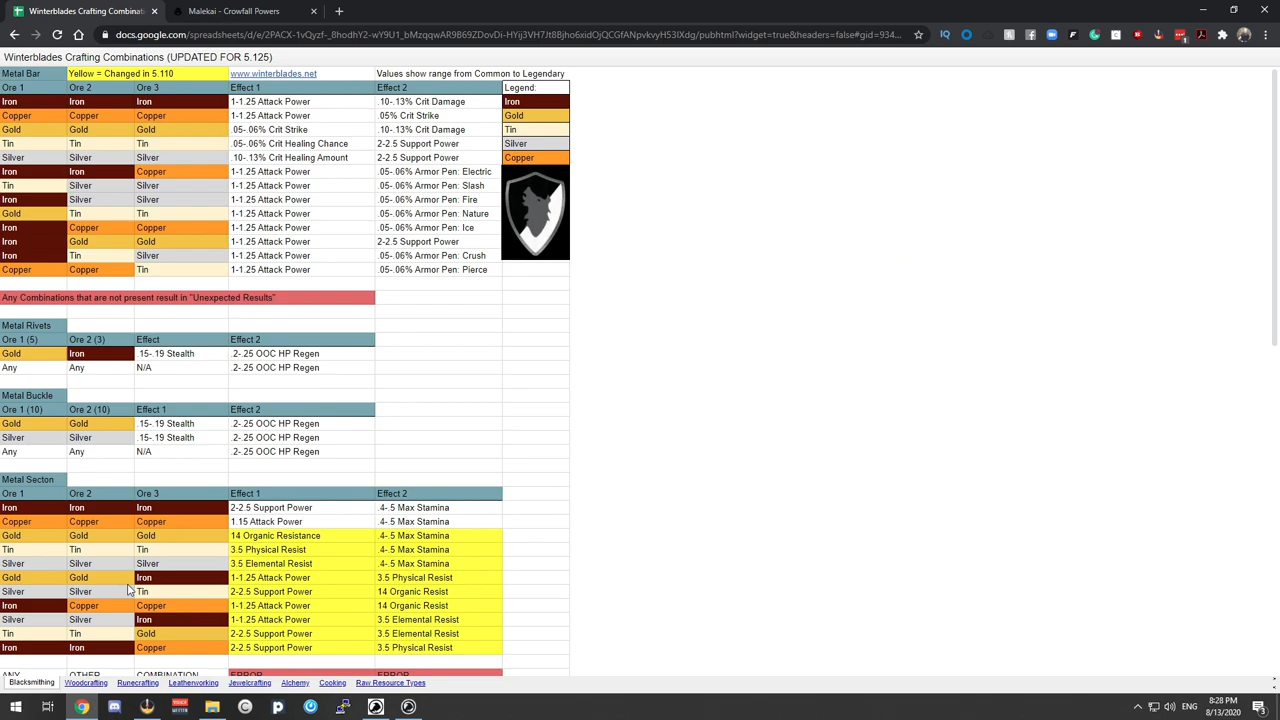 Winterblades Crafting Combinati
Malekai - Crowfall Powers
docs.google.com/spreadsheets/d/e/2PACX-1vQyzf-_8hodhY2-wY9U1_bMzqqwAR9B69ZDovDi-HYij3VH7Jt8Bjho6xidOjQCGfANpvkvyH53lXdg/pubhtml?widget=true&headers=false#gid=934...
Winterblades Crafting Combinations (UPDATED FOR 5.125)
Metal Bar Yellow = Changed in 5.110 www.winterblades.net Values show range from Common to Legendary
Ore 1 Ore 2 Ore 3 Effect 1 Effect 2 Legend:
Iron Iron Iron 1-1.25 Attack Power .10-.13% Crit Damage Iron
Copper Copper Copper 1-1.25 Attack Power .05% Crit Strike Gold
Gold Gold Gold .05-.06% Crit Strike .10-.13% Crit Damage Tin
Tin Tin Tin .05-.06% Crit Healing Chance 2-2.5 Support Power Silver
Silver Silver Silver .10-.13% Crit Healing Amount 2-2.5 Support Power Copper
Iron Iron Copper 1-1.25 Attack Power .05-.06% Armor Pen: Electric
Tin Silver Silver 1-1.25 Attack Power .05-.06% Armor Pen: Slash
Iron Silver Silver 1-1.25 Attack Power .05-.06% Armor Pen: Fire
Gold Tin Tin 1-1.25 Attack Power .05-.06% Armor Pen: Nature
Iron Copper Copper 1-1.25 Attack Power .05-.06% Armor Pen: Ice
Iron Gold Gold 1-1.25 Attack Power 2-2.5 Support Power
Iron Tin Silver 1-1.25 Attack Power .05-.06% Armor Pen: Crush
Copper Copper Tin 1-1.25 Attack Power .05-.06% Armor Pen: Pierce
Any Combinations that are not present result in "Unexpected Results"
Metal Rivets
Ore 1 (5) Ore 2 (3) Effect Effect 2
Gold Iron .15-.19 Stealth .2-.25 OOC HP Regen
Any Any N/A .2-.25 OOC HP Regen
Metal Buckle
Ore 1 (10) Ore 2 (10) Effect 1 Effect 2
Gold Gold .15-.19 Stealth .2-.25 OOC HP Regen
Silver Silver .15-.19 Stealth .2-.25 OOC HP Regen
Any Any N/A .2-.25 OOC HP Regen
Metal Secton
Ore 1 Ore 2 Ore 3 Effect 1 Effect 2
Iron Iron Iron 2-2.5 Support Power .4-.5 Max Stamina
Copper Copper Copper 1.15 Attack Power .4-.5 Max Stamina
Gold Gold Gold 14 Organic Resistance .4-.5 Max Stamina
Tin Tin Tin 3.5 Physical Resist .4-.5 Max Stamina
Silver Silver Silver 3.5 Elemental Resist .4-.5 Max Stamina
Gold Gold Iron 1-1.25 Attack Power 3.5 Physical Resist
Silver Silver Tin 2-2.5 Support Power 14 Organic Resist
Iron Copper Copper 1-1.25 Attack Power 14 Organic Resist
Silver Silver Iron 1-1.25 Attack Power 3.5 Elemental Resist
Tin Tin Gold 2-2.5 Support Power 3.5 Elemental Resist
Iron Iron Copper 2-2.5 Support Power 3.5 Physical Resist
ANY OTHER COMBINATION ERROR ERROR
Blacksmithing Woodcrafting Runecrafting Leatherworking Jewelcrafting Alchemy Cooking Raw Resource Types
ENG
8:28 PM
8/13/2020